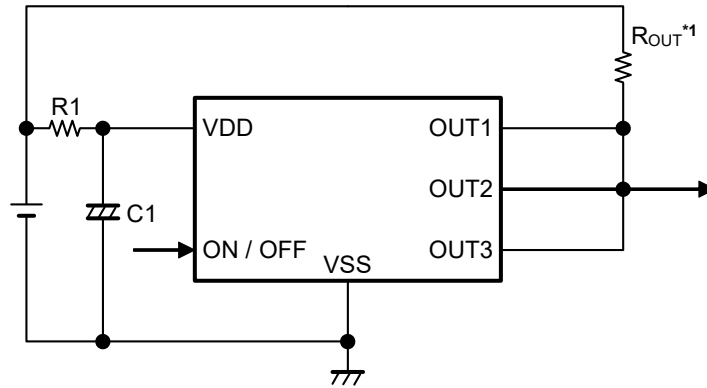 ROUT*1
R1
VDD
OUT1
OUT2
C1
ON / OFF
OUT3
VSS